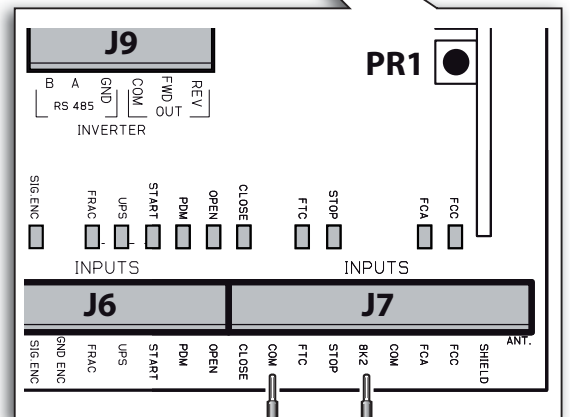 J9
PR1
B A GND COM FWD REV
RS 485 OUT
INVERTER
SIG.ENC FRAC UPS START PDM OPEN CLOSE FTC STOP FCA FCC
INPUTS INPUTS
J6 J7
SIG.ENC GND ENC FRAC UPS START PDM OPEN CLOSE COM FTC STOP 8K2 COM FCA FCC SHIELD ANT.